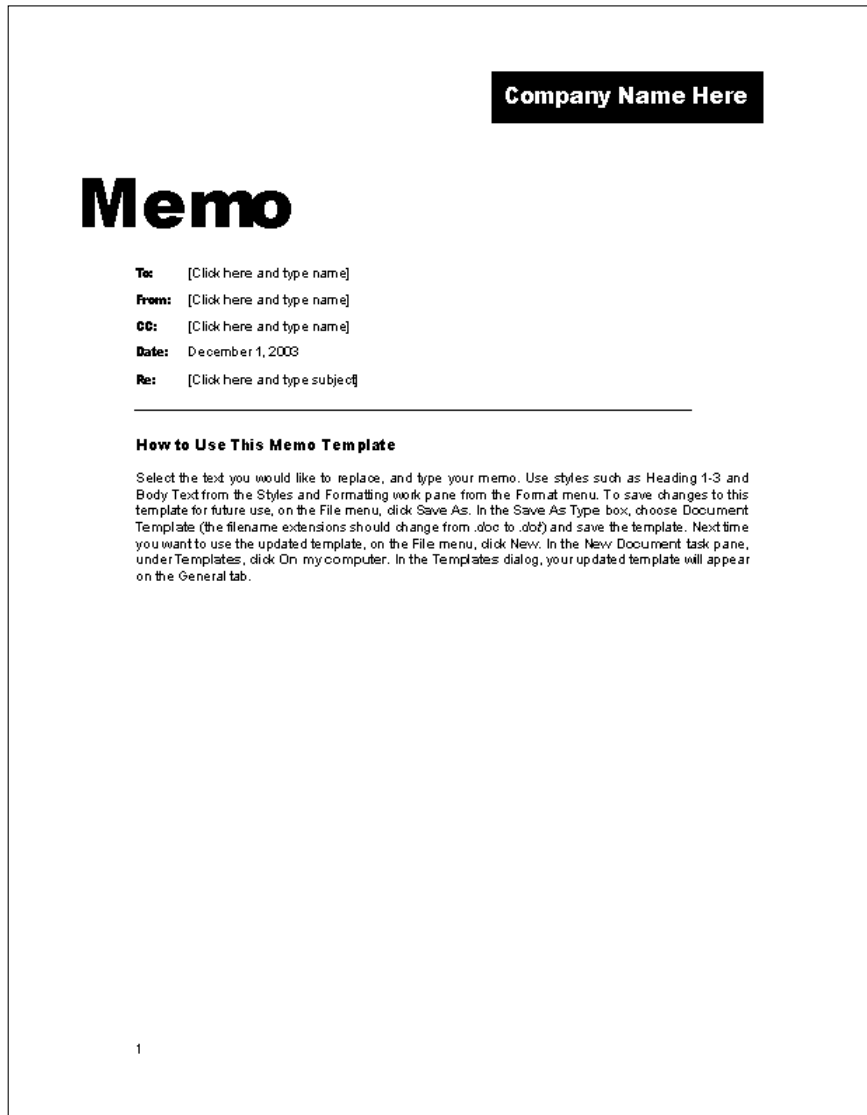 Company Name Here
Memo
To: [Click here and type name]
From: [Click here and type name]
CC: [Click here and type name]
Date: December 1, 2003
Re: [Click here and type subject]
How to Use This Memo Template
Select the text you would like to replace, and type your memo. Use styles such as Heading 1-3 and
Body Text from the Styles and Formatting work pane from the Format menu. To save changes to this
template for future use, on the File menu, click Save As. In the Save As Type box, choose Document
Template (the filename extensions should change from .doc to .dot) and save the template. Next time
you want to use the updated template, on the File menu, click New. In the New Document task pane,
under Templates, click On my computer. In the Templates dialog, your updated template will appear
on the General tab.
1